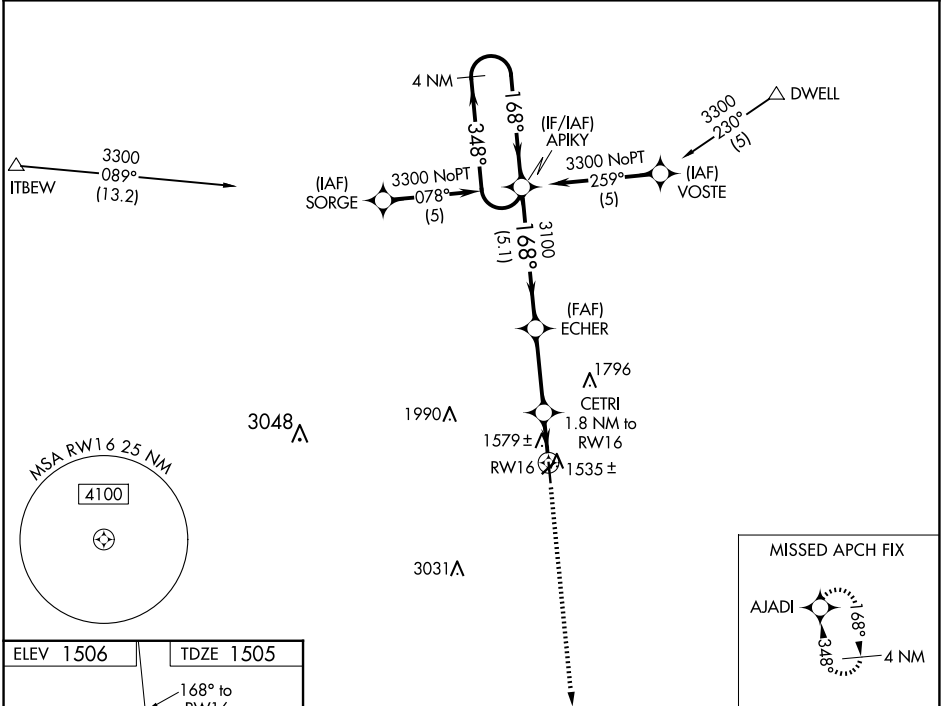 4 NM
168°
348°
(IF/IAF)
APIKY
DWELL
3300
230°
(5)
3300
089°
(13.2)
ITBEW
(IAF)
SORGE
3300 NoPT
078°
(5)
3300 NoPT
259°
(5)
(IAF)
VOSTE
3100
168°
(5.1)
(FAF)
ECHER
1796
CETRI
1.8 NM to
RW16
1990
3048
1579 ±
RW16
1535 ±
MSA RW16 25 NM
4100
3031
MISSED APCH FIX
AJADI
168°
348°
4 NM
ELEV 1506
TDZE 1505
168° to
RW16